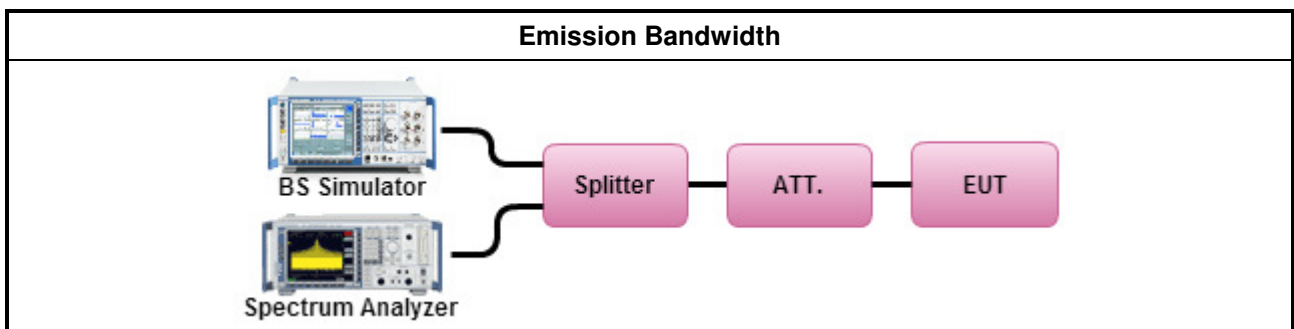 Emission Bandwidth
BS Simulator
Splitter
ATT.
EUT
Spectrum Analyzer